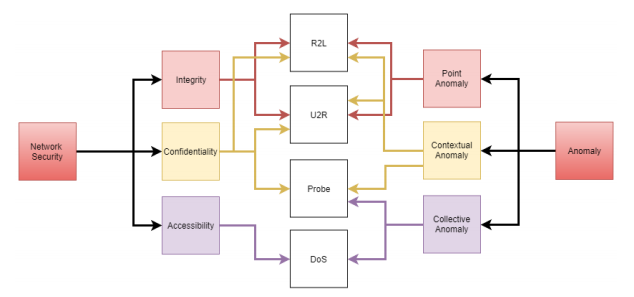 R2L
Integrity
Point
Anomaly
U2R
Network
Security
Confidentiality
Contextual
Anomaly
Anomaly
Probe
Accessibility
Collective
Anomaly
DoS